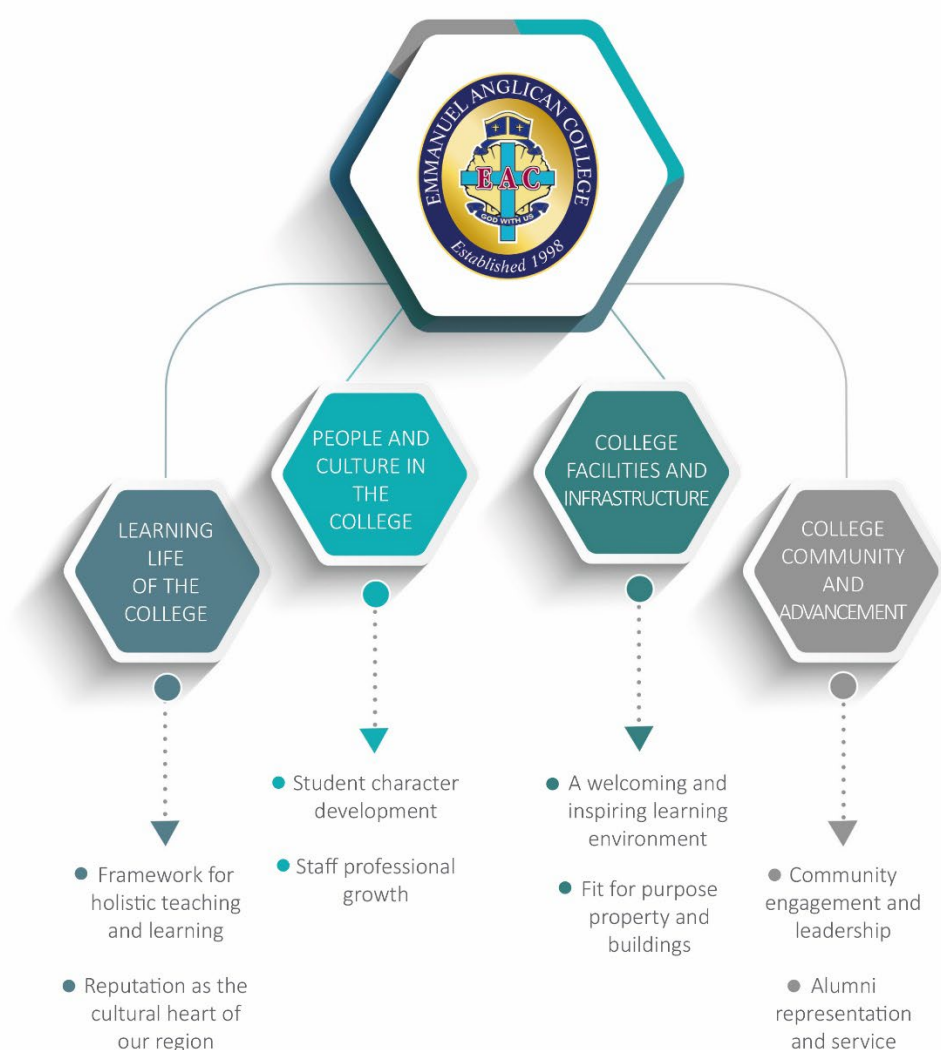 EMMANUEL ANGLICAN COLLEGE
EAC
GOD WITH US
Established 1998
LEARNING
LIFE
OF THE
COLLEGE
PEOPLE AND
CULTURE IN
THE
COLLEGE
COLLEGE
FACILITIES AND
INFRASTRUCTURE
COLLEGE
COMMUNITY
AND
ADVANCEMENT
Framework for
holistic teaching
and learning
Reputation as the
cultural heart of
our region
Student character
development
Staff professional
growth
A welcoming and
inspiring learning
environment
Fit for purpose
property and
buildings
Community
engagement and
leadership
Alumni
representation
and service